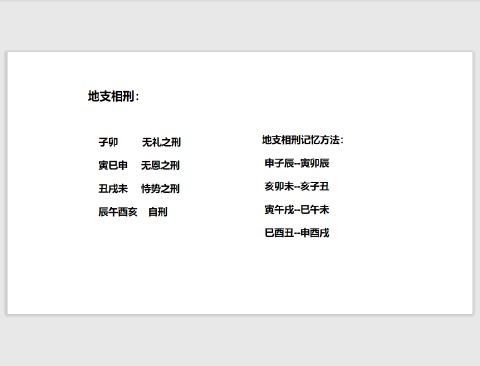 地支相刑：
子卯 无礼之刑
寅巳申 无恩之刑
丑戌未 恃势之刑
辰午酉亥 自刑
地支相刑记忆方法：
申子辰--寅卯辰
亥卯未--亥子丑
寅午戌--巳午未
巳酉丑--申酉戌